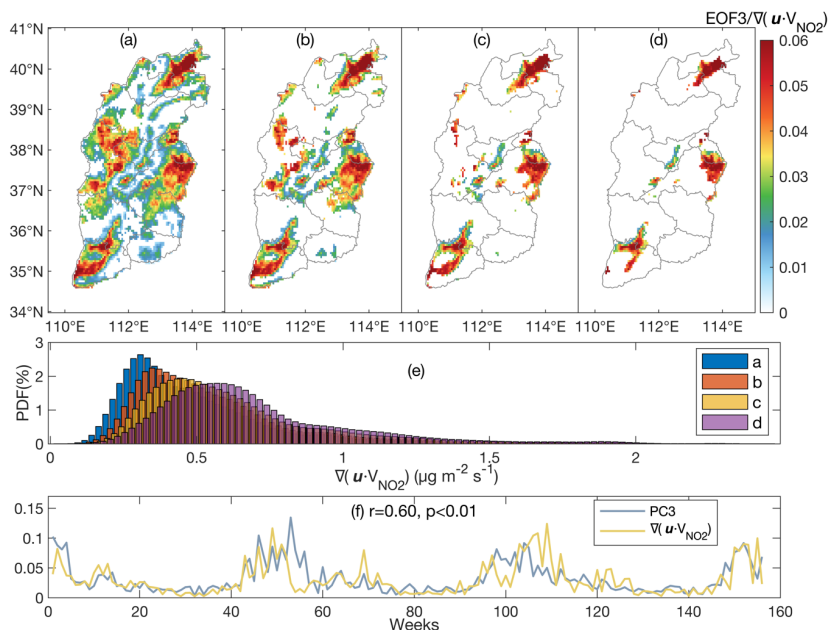 EOF3/∇(u·V_NO2)
(a) (b) (c) (d)
41°N
40°N
39°N
38°N
37°N
36°N
35°N
34°N
0.06
0.05
0.04
0.03
0.02
0.01
0
110°E 112°E 114°E 110°E 112°E 114°E 110°E 112°E 114°E 110°E 112°E 114°E
(e)
PDF(%)
3
2
1
0
a
b
c
d
0 0.5 1 1.5 2
∇(u·V_NO2) (μg m⁻² s⁻¹)
(f) r=0.60, p<0.01
PC3
∇(u·V_NO2)
0.15
0.1
0.05
0
0 20 40 60 80 100 120 140 160
Weeks